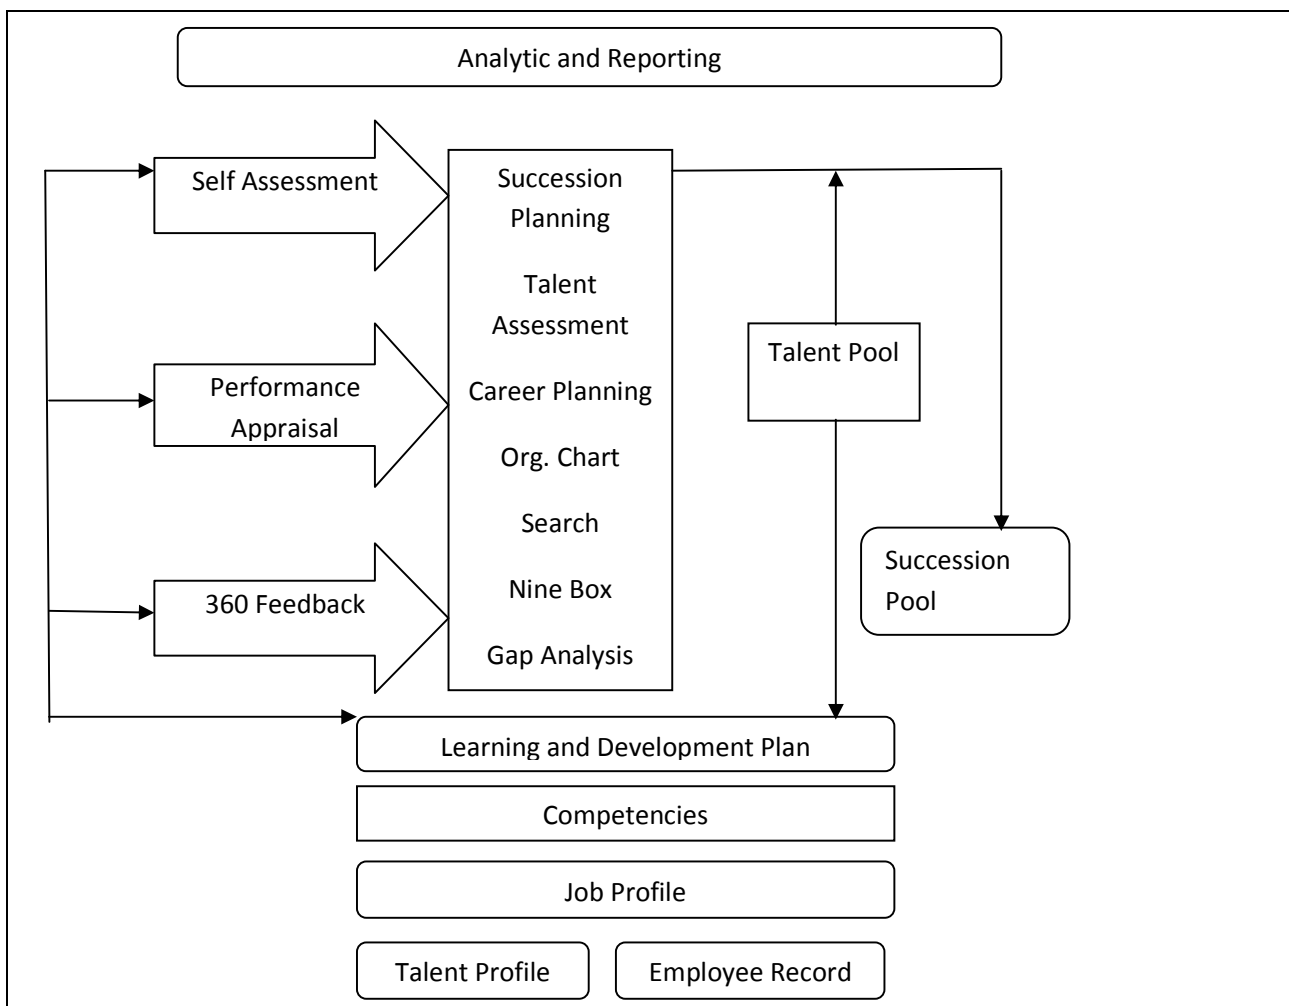 Analytic and Reporting
Self Assessment
Performance
Appraisal
360 Feedback
Succession
Planning
Talent
Assessment
Career Planning
Org. Chart
Search
Nine Box
Gap Analysis
Talent Pool
Succession
Pool
Learning and Development Plan
Competencies
Job Profile
Talent Profile
Employee Record